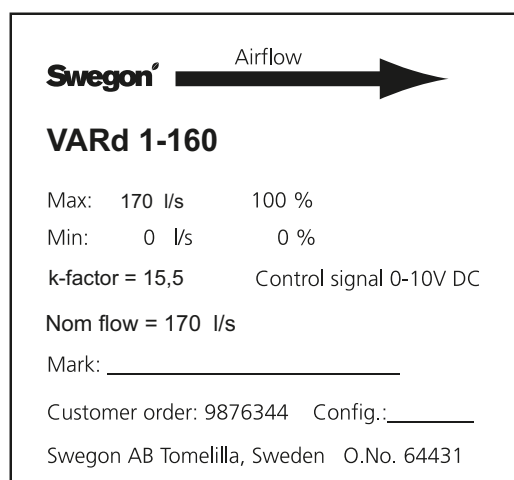 Airflow
Swegon
VARd 1-160
Max: 170 l/s 100 %
Min: 0 l/s 0 %
k-factor = 15,5 Control signal 0-10V DC
Nom flow = 170 l/s
Mark:
Customer order: 9876344 Config.:
Swegon AB Tomelilla, Sweden O.No. 64431